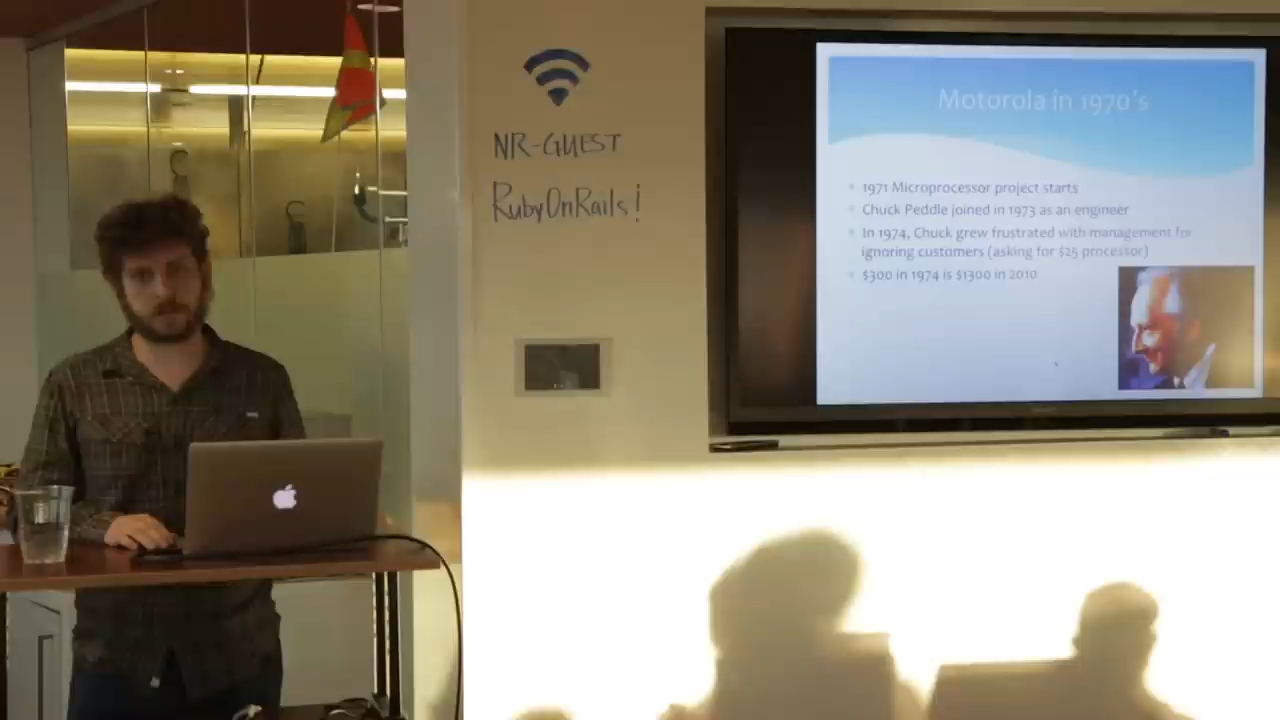 NR-GUEST
RubyOnRails!
Motorola in 1970's
1971 Microprocessor project starts
Chuck Peddle joined in 1973 as an engineer
In 1974, Chuck grew frustrated with management for
ignoring customers (asking for $25 processor)
$300 in 1974 is $1300 in 2010